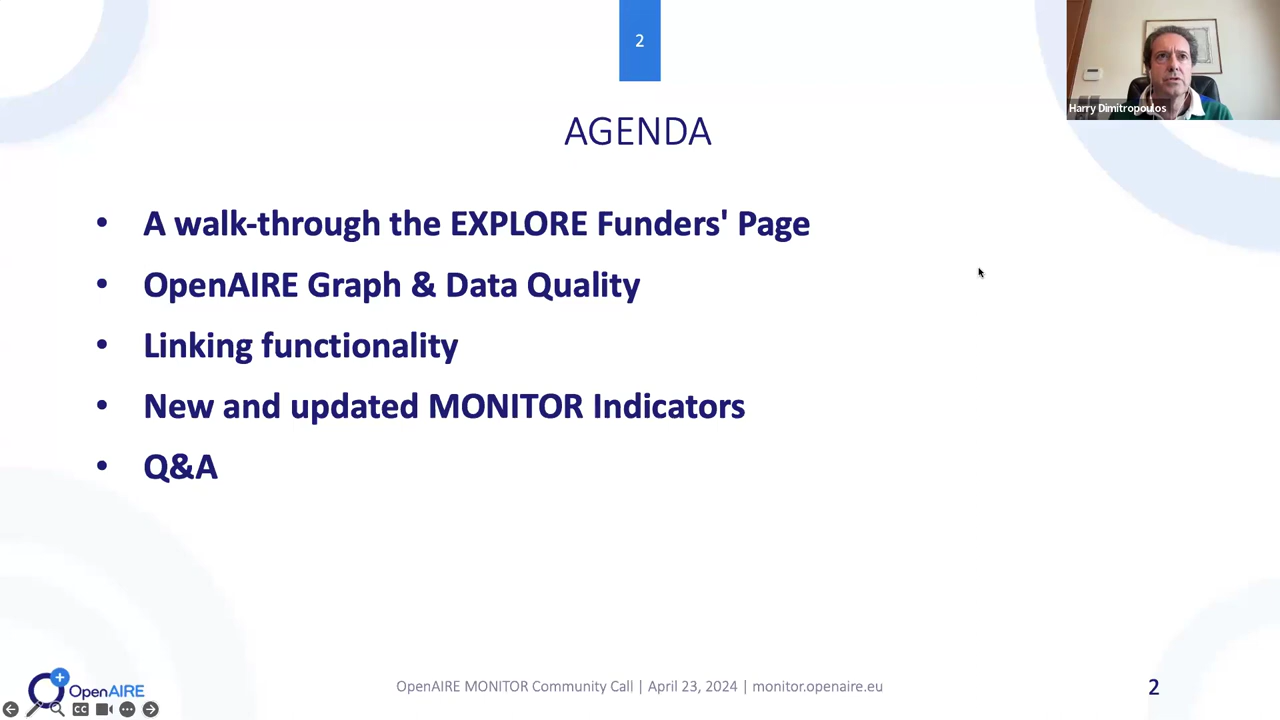 2
Harry Dimitropoulos
AGENDA
• A walk-through the EXPLORE Funders' Page
• OpenAIRE Graph & Data Quality
• Linking functionality
• New and updated MONITOR Indicators
• Q&A
OpenAIRE
CC
OpenAIRE MONITOR Community Call | April 23, 2024 | monitor.openaire.eu
2